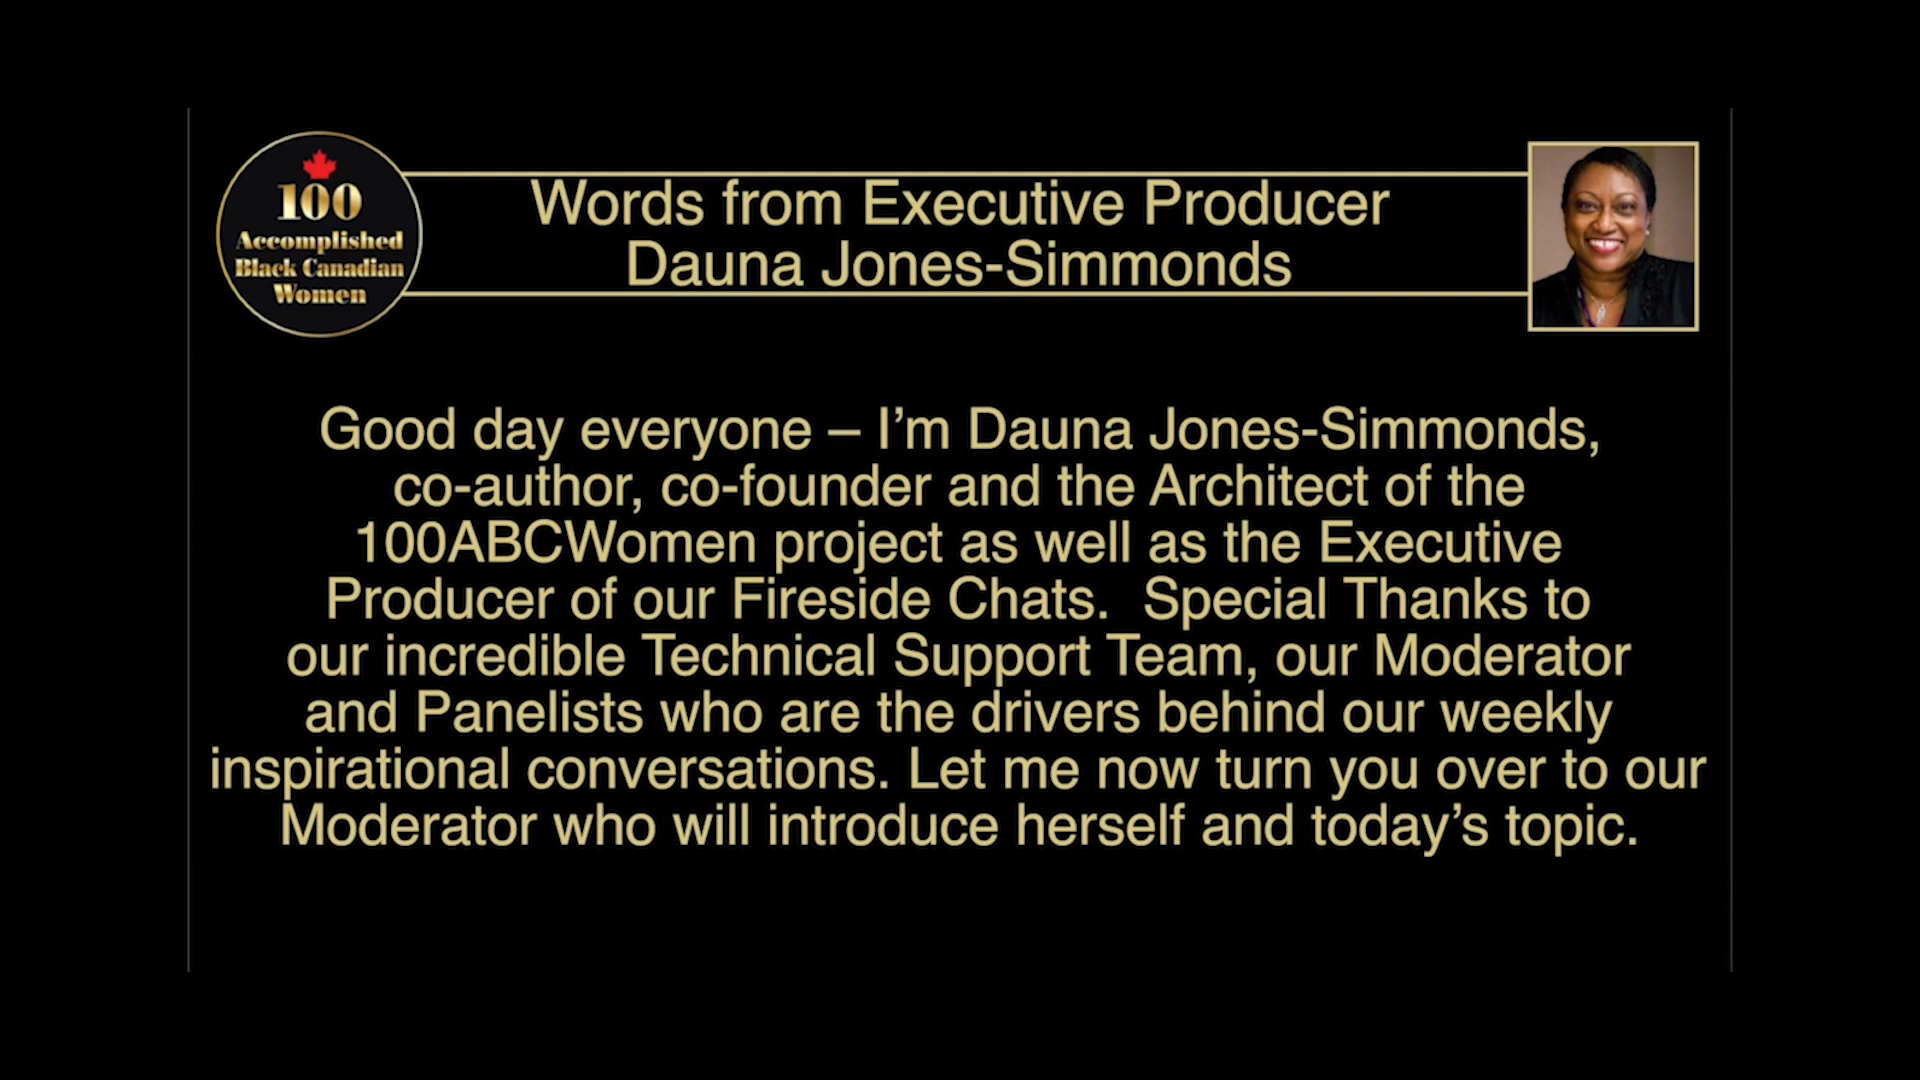 100
Accomplished
Black Canadian
Women
Words from Executive Producer
Dauna Jones-Simmonds
Good day everyone – I’m Dauna Jones-Simmonds,
co-author, co-founder and the Architect of the
100ABCWomen project as well as the Executive
Producer of our Fireside Chats.  Special Thanks to
our incredible Technical Support Team, our Moderator
and Panelists who are the drivers behind our weekly
inspirational conversations. Let me now turn you over to our
Moderator who will introduce herself and today’s topic.